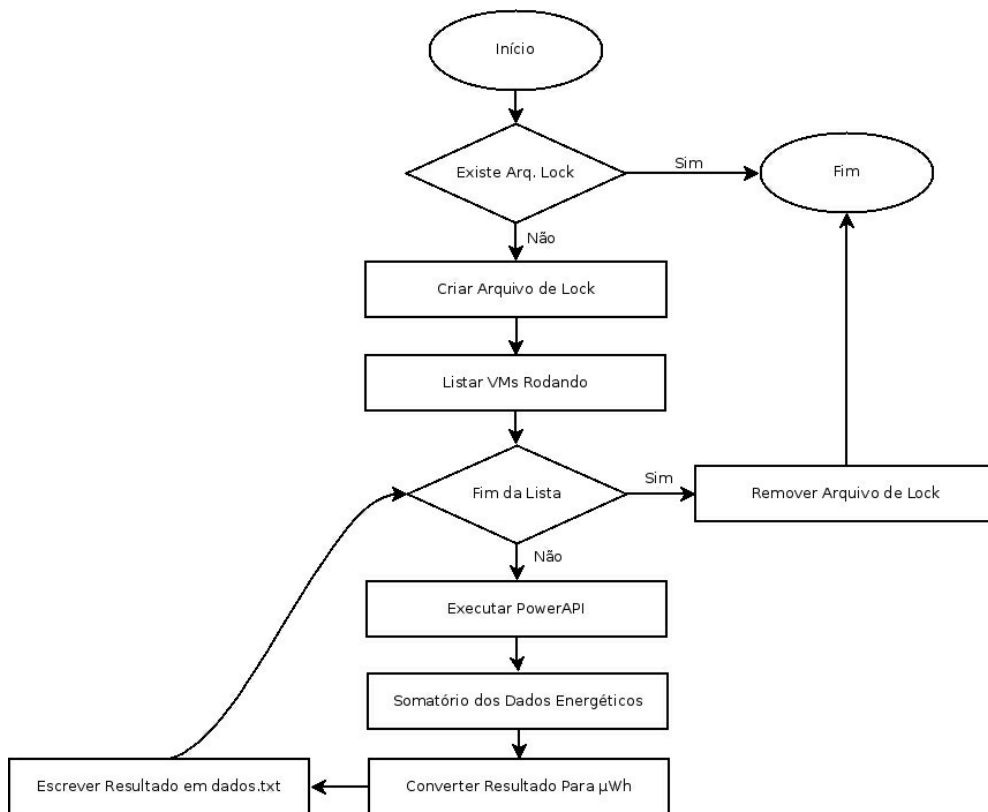 Início
Existe Arq. Lock
Sim
Fim
Não
Criar Arquivo de Lock
Listar VMs Rodando
Fim da Lista
Sim
Remover Arquivo de Lock
Não
Executar PowerAPI
Somatório dos Dados Energéticos
Converter Resultado Para µWh
Escrever Resultado em dados.txt